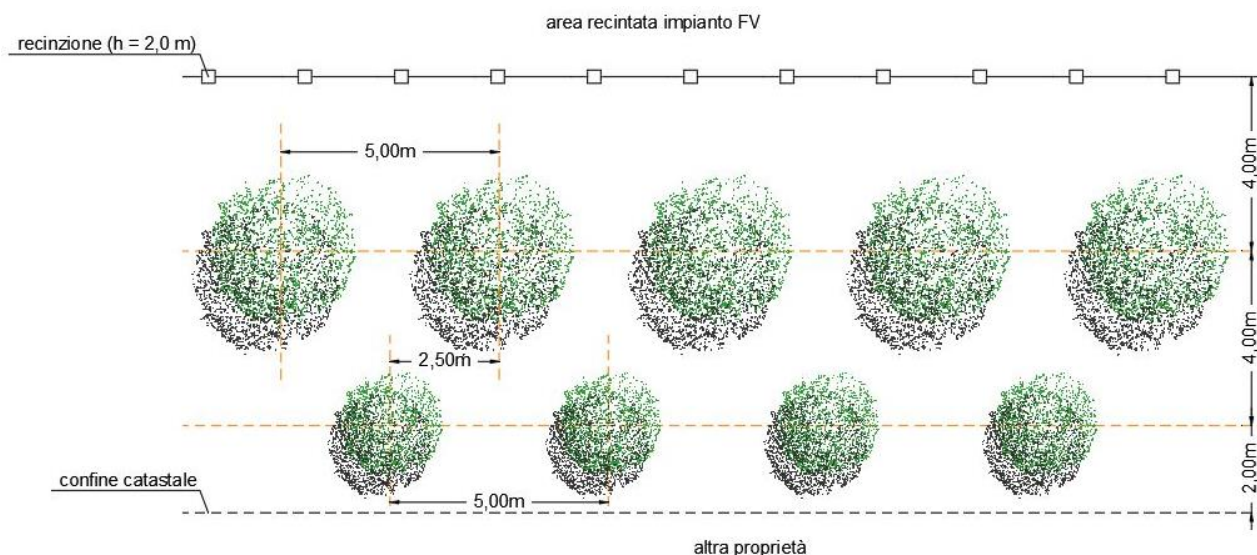 area recintata impianto FV
recinzione (h = 2,0 m)
5,00m
4,00m
2,50m
4,00m
confine catastale
5,00m
2,00m
altra proprietà